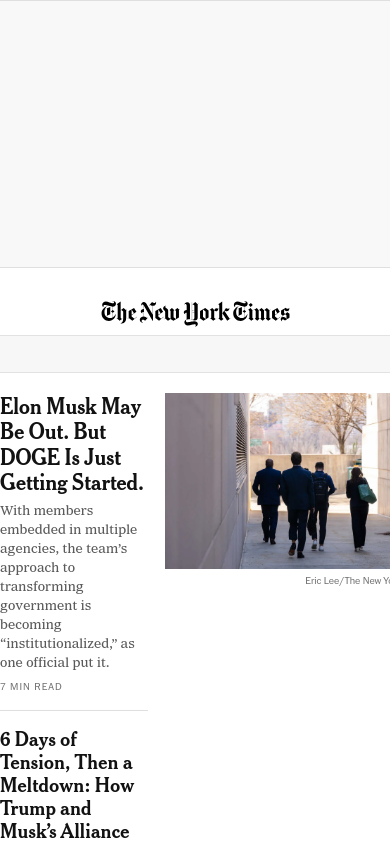 The New York Times
Elon Musk May
Be Out. But
DOGE Is Just
Getting Started.
With members
embedded in multiple
agencies, the team’s
approach to
transforming
government is
becoming
“institutionalized,” as
one official put it.
7 MIN READ
Eric Lee/The New Yo
6 Days of
Tension, Then a
Meltdown: How
Trump and
Musk’s Alliance